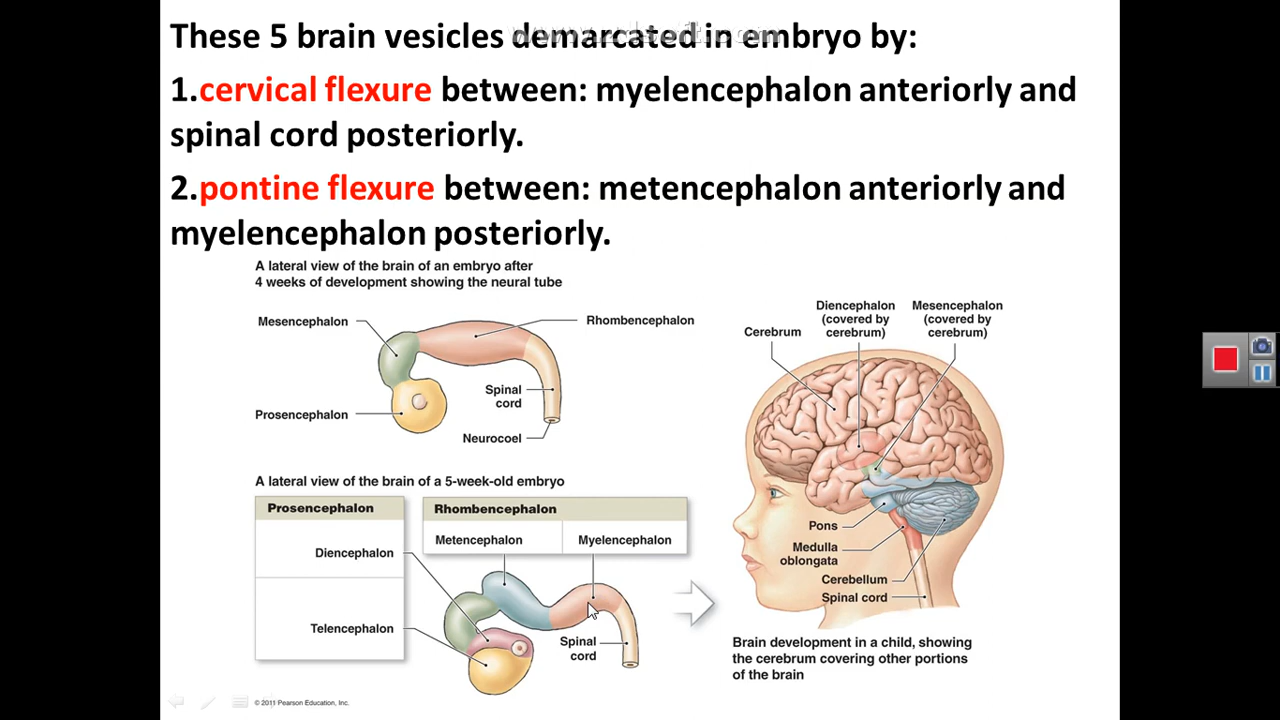 These 5 brain vesicles demarcated in embryo by:
1.cervical flexure between: myelencephalon anteriorly and
spinal cord posteriorly.
2.pontine flexure between: metencephalon anteriorly and
myelencephalon posteriorly.
A lateral view of the brain of an embryo after
4 weeks of development showing the neural tube
Mesencephalon
Rhombencephalon
Spinal
cord
Prosencephalon
Neurocoel
A lateral view of the brain of a 5-week-old embryo
Prosencephalon
Rhombencephalon
Metencephalon
Myelencephalon
Diencephalon
Telencephalon
Spinal
cord
Cerebrum
Diencephalon
(covered by
cerebrum)
Mesencephalon
(covered by
cerebrum)
Pons
Medulla
oblongata
Cerebellum
Spinal cord
Brain development in a child, showing
the cerebrum covering other portions
of the brain
© 2011 Pearson Education, Inc.